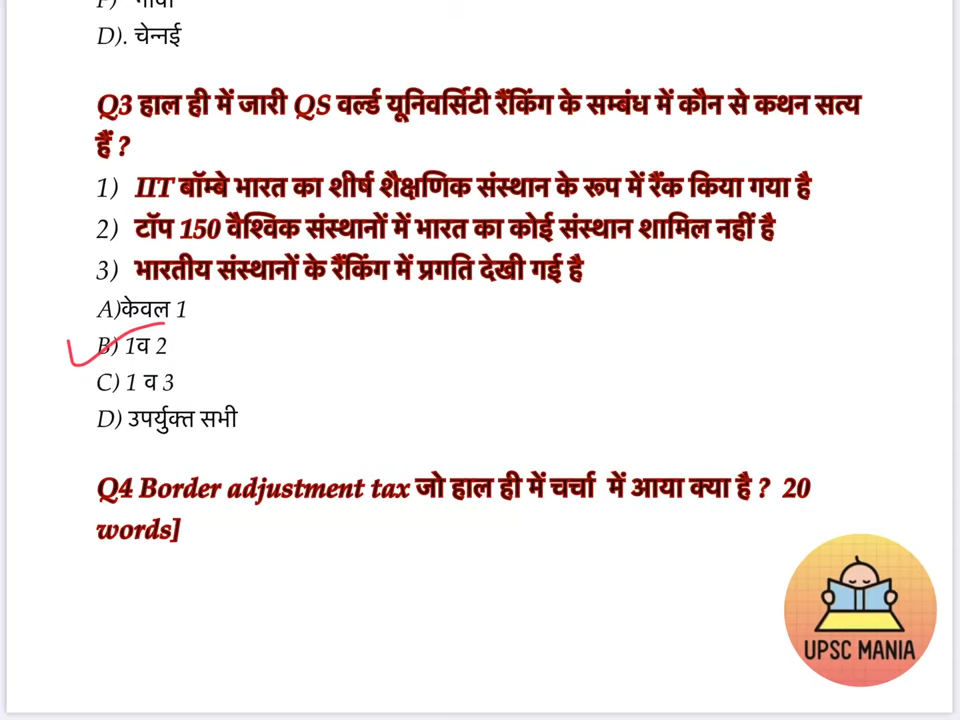 D). चेन्नई
Q3 हाल ही में जारी QS वर्ल्ड यूनिवर्सिटी रैंकिंग के सम्बंध में कौन से कथन सत्य
हैं ?
1) IIT बॉम्बे भारत का शीर्ष शैक्षणिक संस्थान के रूप में रैंक किया गया है
2) टॉप 150 वैश्विक संस्थानों में भारत का कोई संस्थान शामिल नहीं है
3) भारतीय संस्थानों के रैंकिंग में प्रगति देखी गई है
A)केवल 1
B) 1व 2
C) 1 व 3
D) उपर्युक्त सभी
Q4 Border adjustment tax जो हाल ही में चर्चा में आया क्या है ? 20
words]
UPSC MANIA